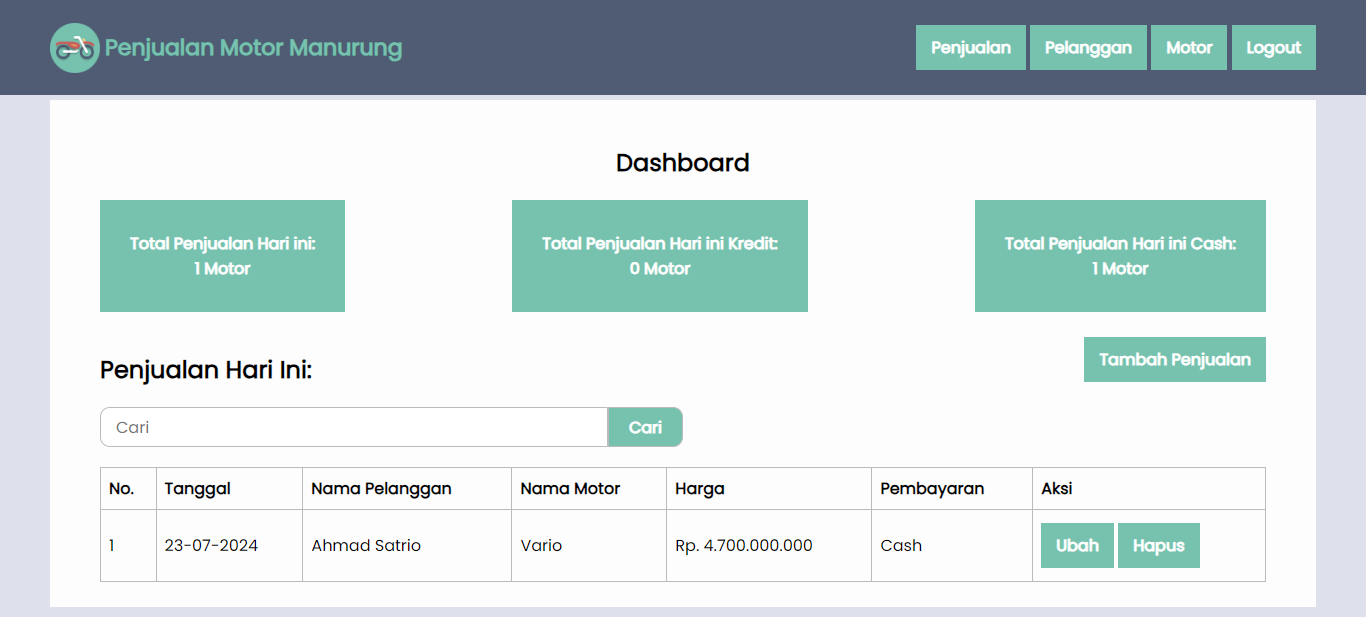 Penjualan Motor Manurung
Penjualan Pelanggan Motor Logout
Dashboard
Total Penjualan Hari ini:
1 Motor
Total Penjualan Hari ini Kredit:
0 Motor
Total Penjualan Hari ini Cash:
1 Motor
Tambah Penjualan
Penjualan Hari Ini:
Cari Cari
No. Tanggal Nama Pelanggan Nama Motor Harga Pembayaran Aksi
1 23-07-2024 Ahmad Satrio Vario Rp. 4.700.000.000 Cash Ubah Hapus